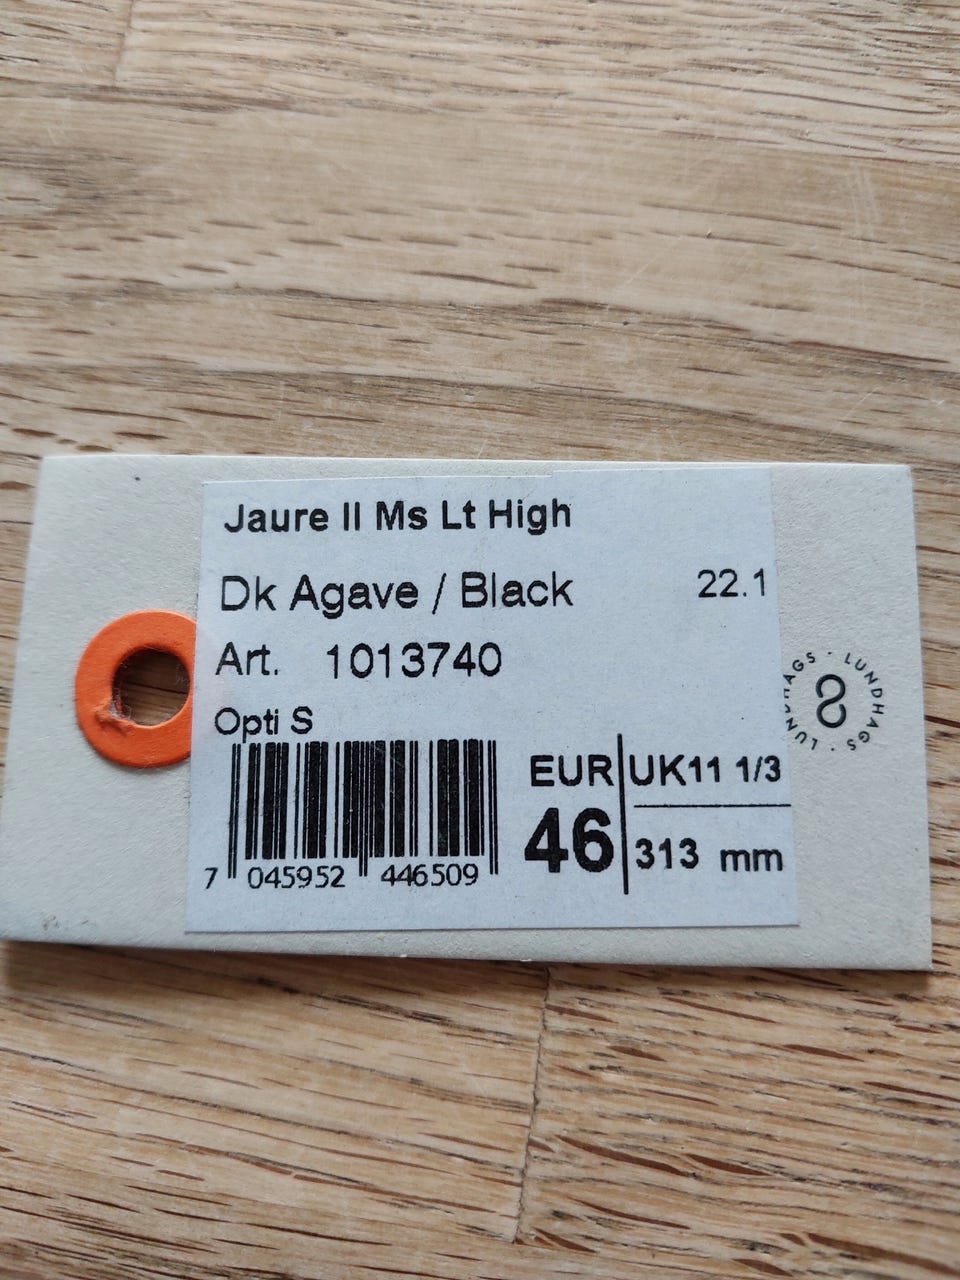 Jaure II Ms Lt High
Dk Agave / Black 22.1
Art. 1013740
Opti S
EUR UK11 1/3
46 313 mm
7 045952 446509
LUNDHAGS · LUNDHAGS ·